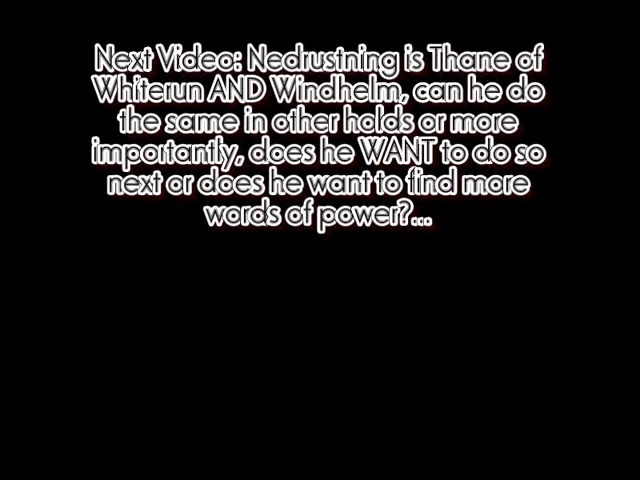 Next Video: Nedrustning is Thane of
Whiterun AND Windhelm, can he do
the same in other holds or more
importantly, does he WANT to do so
next or does he want to find more
words of power?...